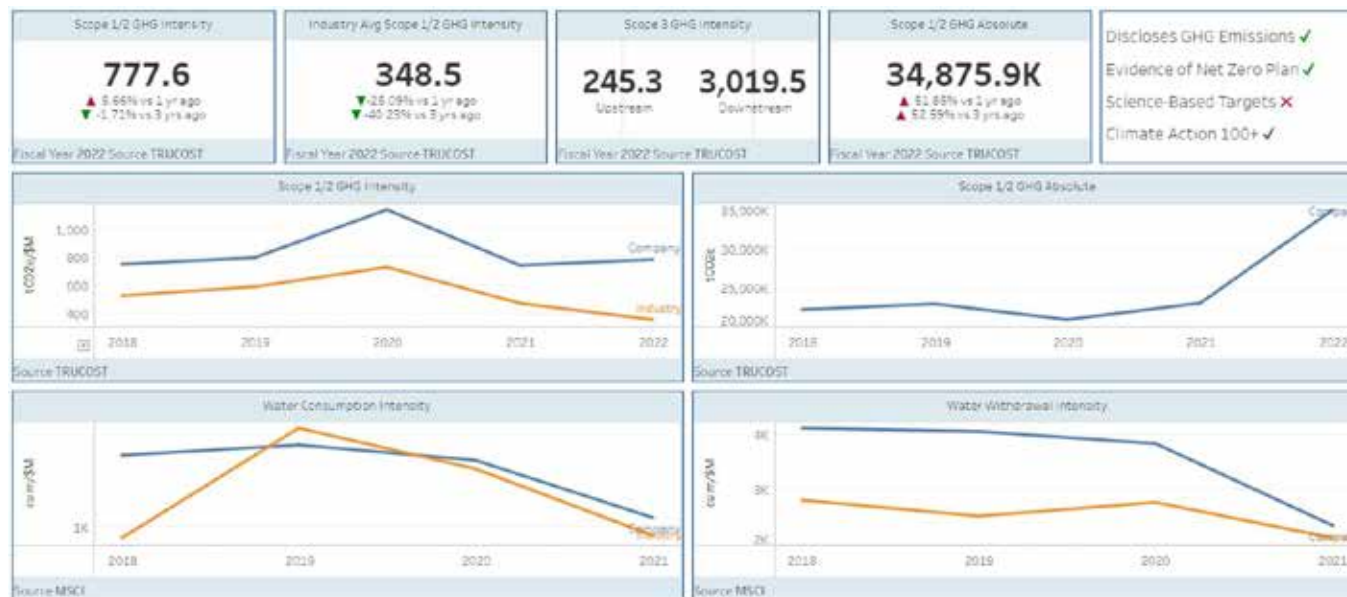 Scope 1/2 GHG Intensity
777.6
▲ 5.66% vs 1 yr ago
▼ -1.71% vs 3 yrs ago
Fiscal Year 2022 Source TRUCOST
Industry Avg Scope 1/2 GHG Intensity
348.5
▼ -25.09% vs 1 yr ago
▼ -40.23% vs 3 yrs ago
Fiscal Year 2022 Source TRUCOST
Scope 3 GHG Intensity
245.3 3,019.5
Upstream Downstream
Fiscal Year 2022 Source TRUCOST
Scope 1/2 GHG Absolute
34,875.9K
vs 1 yr ago
▲ 52.59% vs 3 yrs ago
Fiscal Year 2022 Source TRUCOST
Discloses GHG Emissions ✓
Evidence of Net Zero Plan ✓
Science-Based Targets ✕
Climate Action 100+ ✓
Scope 1/2 GHG Intensity
tCO2e/$M
1,000
800
600
400
Company
Industry
2018 2019 2020 2021 2022
Source TRUCOST
Scope 1/2 GHG Absolute
tCO2e
35,000K
30,000K
25,000K
20,000K
Compa
2018 2019 2020 2021 2022
Source TRUCOST
Water Consumption Intensity
cu m/$M
1K
Company
Industry
2018 2019 2020 2021
Source MSCI
Water Withdrawal Intensity
cu m/$M
4K
3K
2K
Compa
2018 2019 2020 2021
Source MSCI